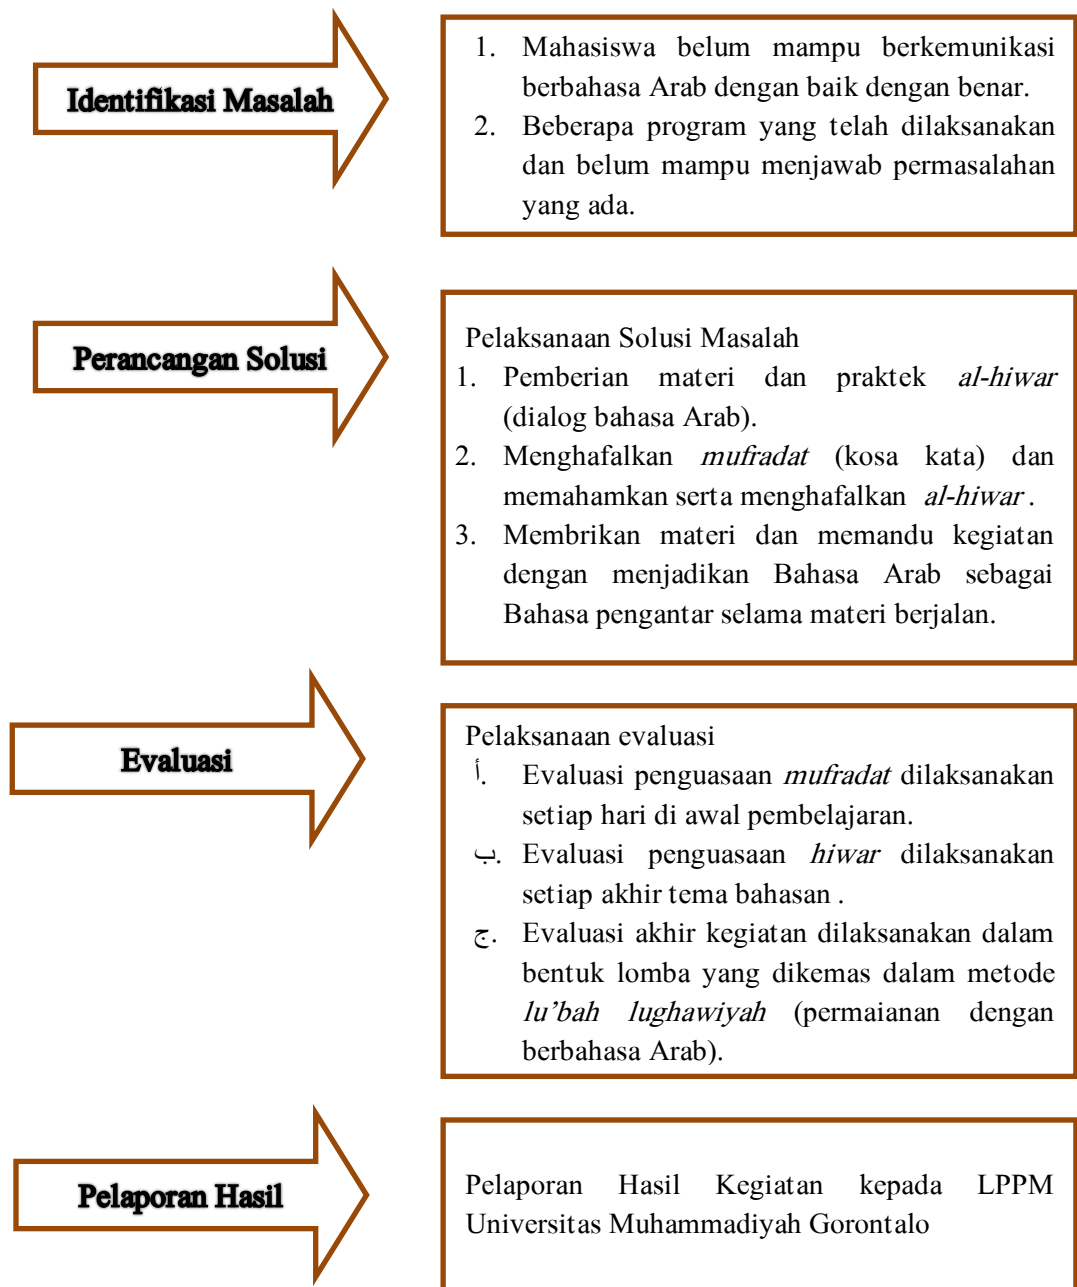 Identifikasi Masalah
1. Mahasiswa belum mampu berkemunikasi
berbahasa Arab dengan baik dengan benar.
2. Beberapa program yang telah dilaksanakan
dan belum mampu menjawab permasalahan
yang ada.
Perancangan Solusi
Pelaksanaan Solusi Masalah
1. Pemberian materi dan praktek al-hiwar
(dialog bahasa Arab).
2. Menghafalkan mufradat (kosa kata) dan
memahamkan serta menghafalkan al-hiwar .
3. Membrikan materi dan memandu kegiatan
dengan menjadikan Bahasa Arab sebagai
Bahasa pengantar selama materi berjalan.
Evaluasi
Pelaksanaan evaluasi
أ. Evaluasi penguasaan mufradat dilaksanakan
setiap hari di awal pembelajaran.
ب. Evaluasi penguasaan hiwar dilaksanakan
setiap akhir tema bahasan .
ج. Evaluasi akhir kegiatan dilaksanakan dalam
bentuk lomba yang dikemas dalam metode
lu’bah lughawiyah (permaianan dengan
berbahasa Arab).
Pelaporan Hasil
Pelaporan Hasil Kegiatan kepada LPPM
Universitas Muhammadiyah Gorontalo